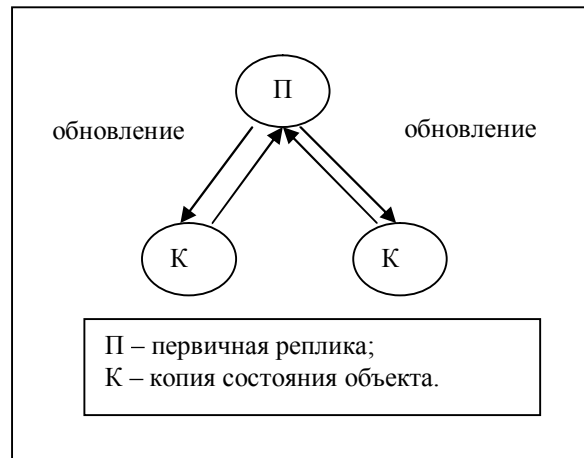 П
обновление
обновление
К
К
П – первичная реплика;
К – копия состояния объекта.